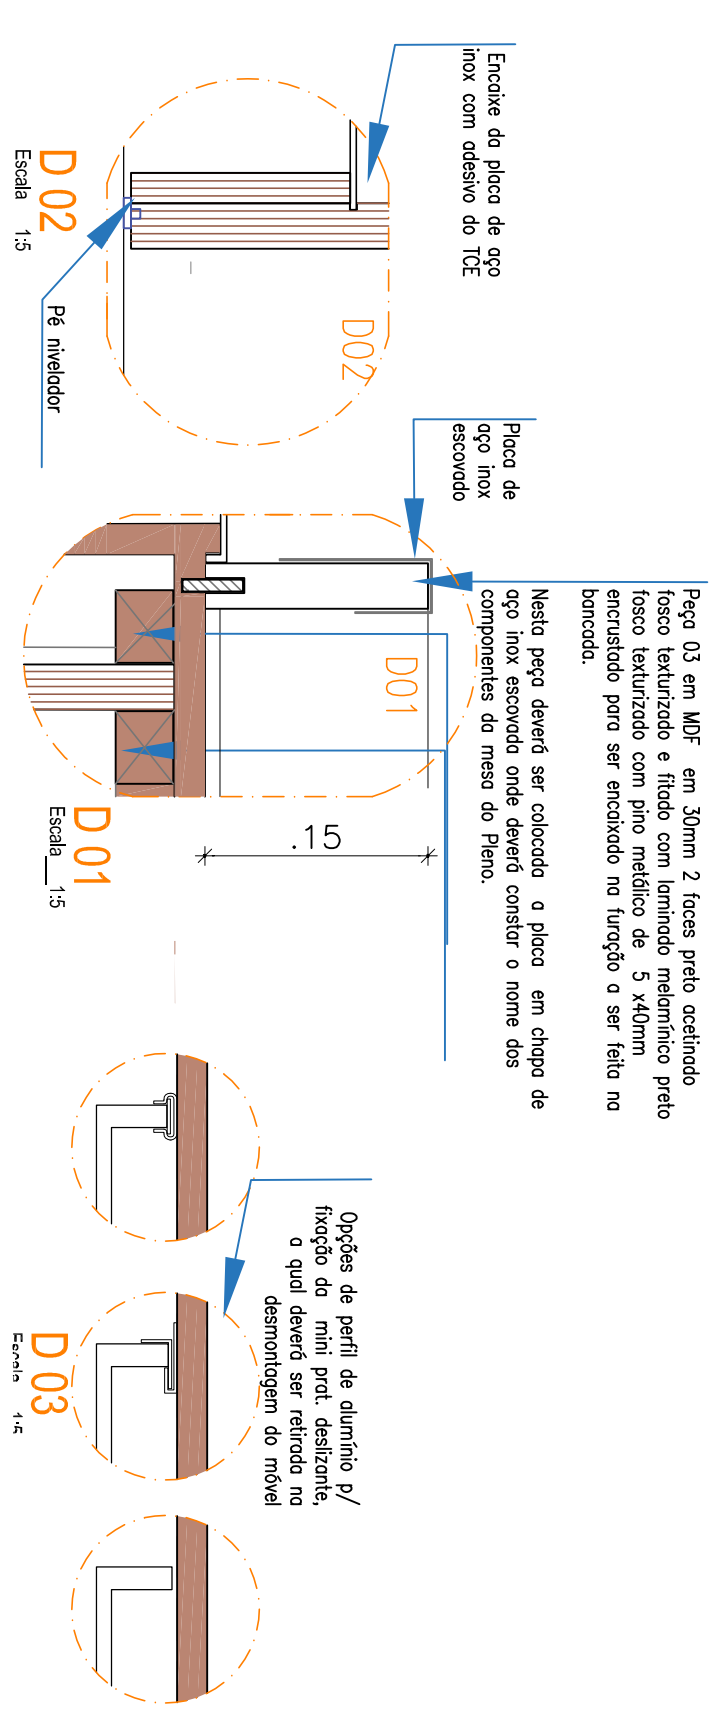 Encaixe da placa de aço
inox com adesivo do TCE
D02
Pé nivelador
D 02
Escala 1:5
Placa de
aço inox
escovado
Peça 03 em MDF em 30mm 2 faces preto acetinado
fosco texturizado e fitado com laminado melamínico preto
fosco texturizado com pino metálico de 5 x40mm
encrustado para ser encaixado na furação a ser feita na
bancada.
Nesta peça deverá ser colocada a placa em chapa de
aço inox escovada onde deverá constar o nome dos
componentes da mesa do Pleno.
D01
.15
D 01
Escala 1:5
Opções de perfil de alumínio p/
fixação da mini prat. deslizante,
a qual deverá ser retirada na
desmontagem do móvel
D 03
Escala 1:5